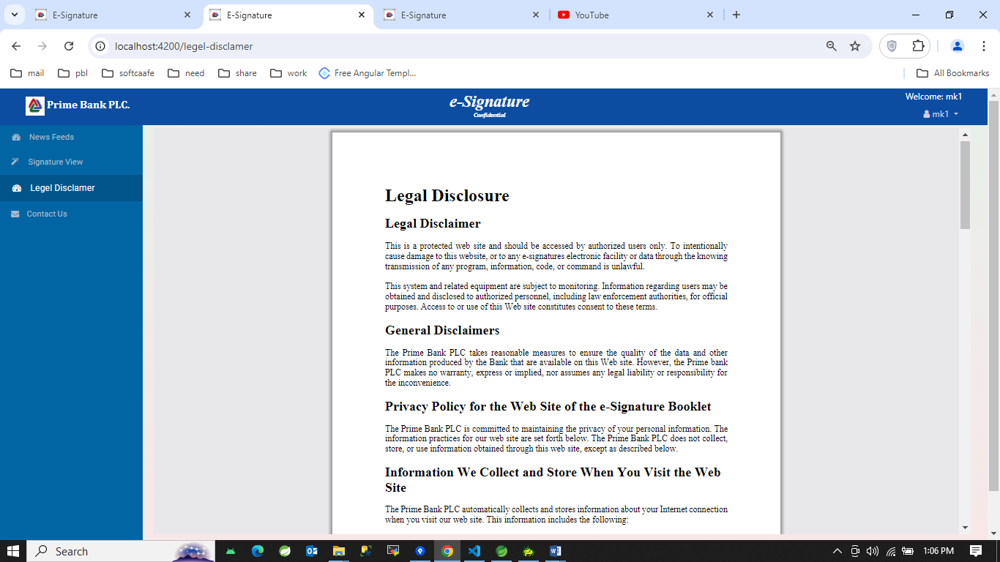 E-Signature
E-Signature
E-Signature
YouTube
localhost:4200/legel-disclamer
mail
pbl
softcaafe
need
share
work
Free Angular Templ...
All Bookmarks
Prime Bank PLC.
e-Signature
Confidential
Welcome: mk1
mk1
News Feeds
Signature View
Legel Disclamer
Contact Us
Legal Disclosure
Legal Disclaimer
This is a protected web site and should be accessed by authorized users only. To intentionally
cause damage to this website, or to any e-signatures electronic facility or data through the knowing
transmission of any program, information, code, or command is unlawful.
This system and related equipment are subject to monitoring. Information regarding users may be
obtained and disclosed to authorized personnel, including law enforcement authorities, for official
purposes. Access to or use of this Web site constitutes consent to these terms.
General Disclaimers
The Prime Bank PLC takes reasonable measures to ensure the quality of the data and other
information produced by the Bank that are available on this Web site. However, the Prime bank
PLC makes no warranty, express or implied, nor assumes any legal liability or responsibility for
the inconvenience.
Privacy Policy for the Web Site of the e-Signature Booklet
The Prime Bank PLC is committed to maintaining the privacy of your personal information. The
information practices for our web site are set forth below. The Prime Bank PLC does not collect,
store, or use information obtained through this web site, except as described below.
Information We Collect and Store When You Visit the Web
Site
The Prime Bank PLC automatically collects and stores information about your Internet connection
when you visit our web site. This information includes the following:
Search
1:06 PM